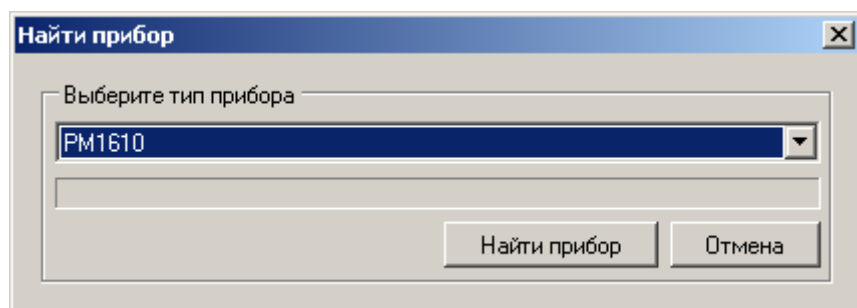 Найти прибор
Выберите тип прибора
PM1610
Найти прибор Отмена